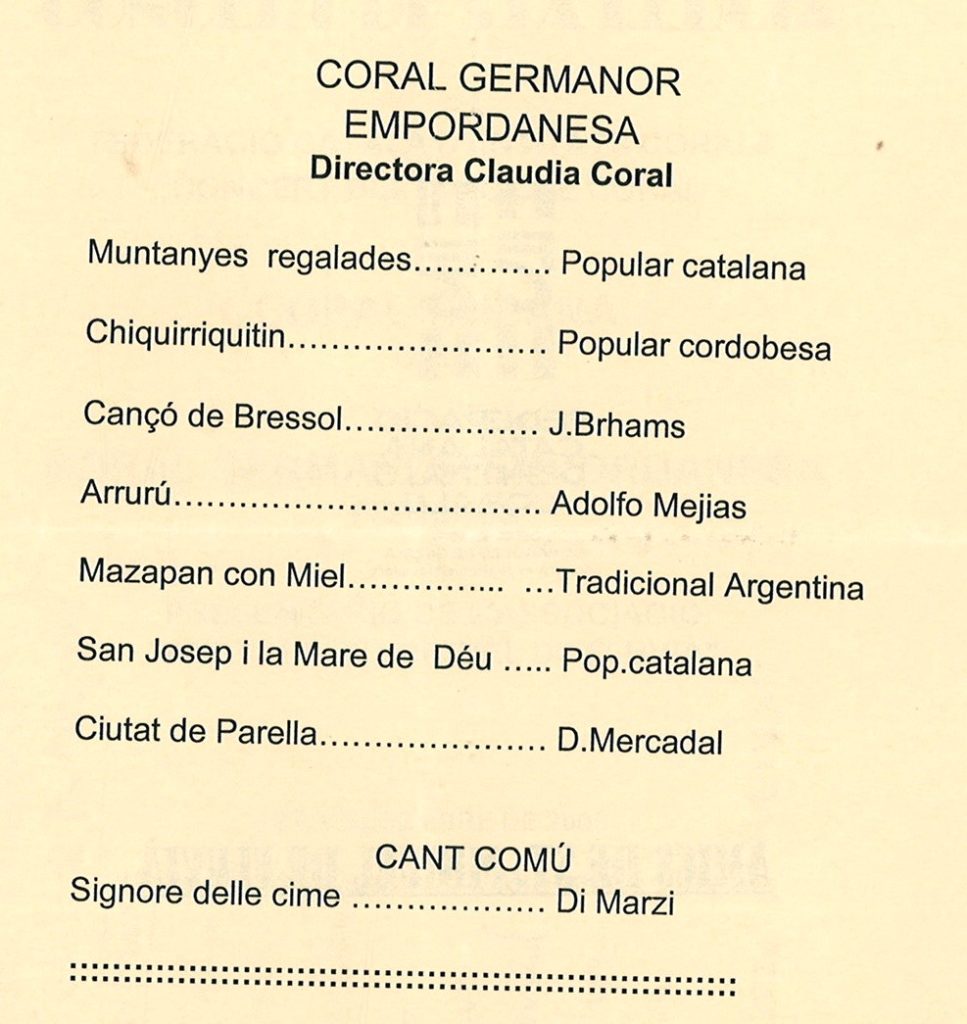 CORAL GERMANOR
EMPORDANESA
Directora Claudia Coral
Muntanyes regalades............. Popular catalana
Chiquirriquitin........................ Popular cordobesa
Cançó de Bressol.................. J.Brhams
Arrurú.................................. Adolfo Mejias
Mazapan con Miel............... ...Tradicional Argentina
San Josep i la Mare de Déu ..... Pop.catalana
Ciutat de Parella..................... D.Mercadal
CANT COMÚ
Signore delle cime .................. Di Marzi
::::::::::::::::::::::::::::::::::::::::::::::::::::::::::